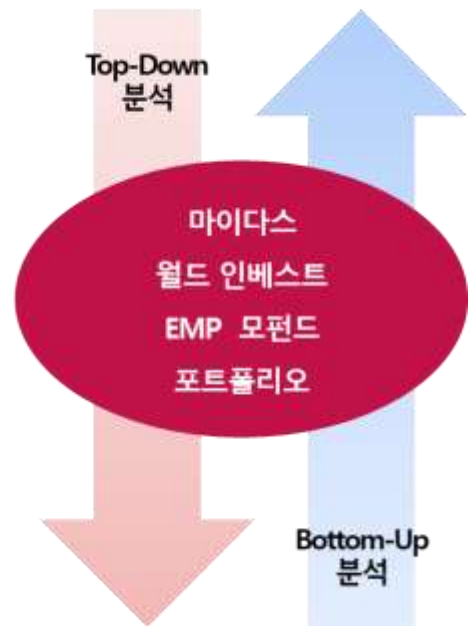 Top-Down
분석
마이다스
월드 인베스트
EMP 모펀드
포트폴리오
Bottom-Up
분석